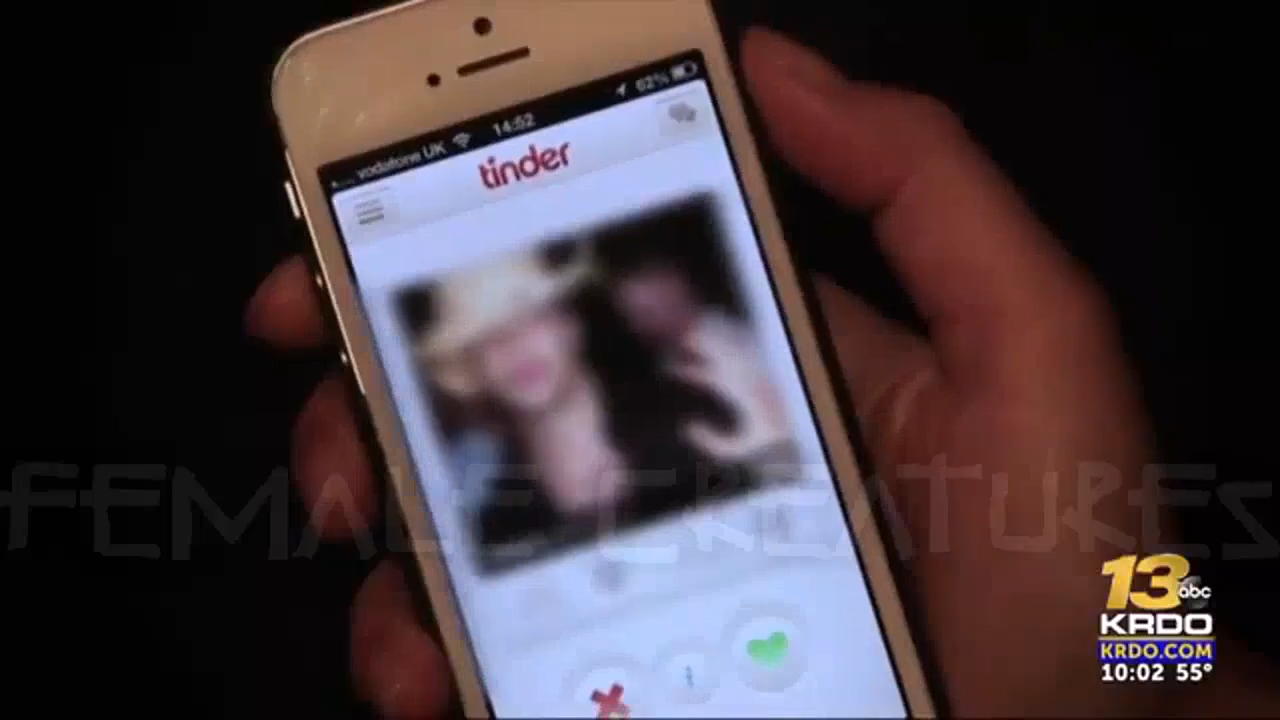 vodafone UK 14:52 62%
tinder
FEMALE CREATURES
13 abc
KRDO
KRDO.COM
10:02 55°